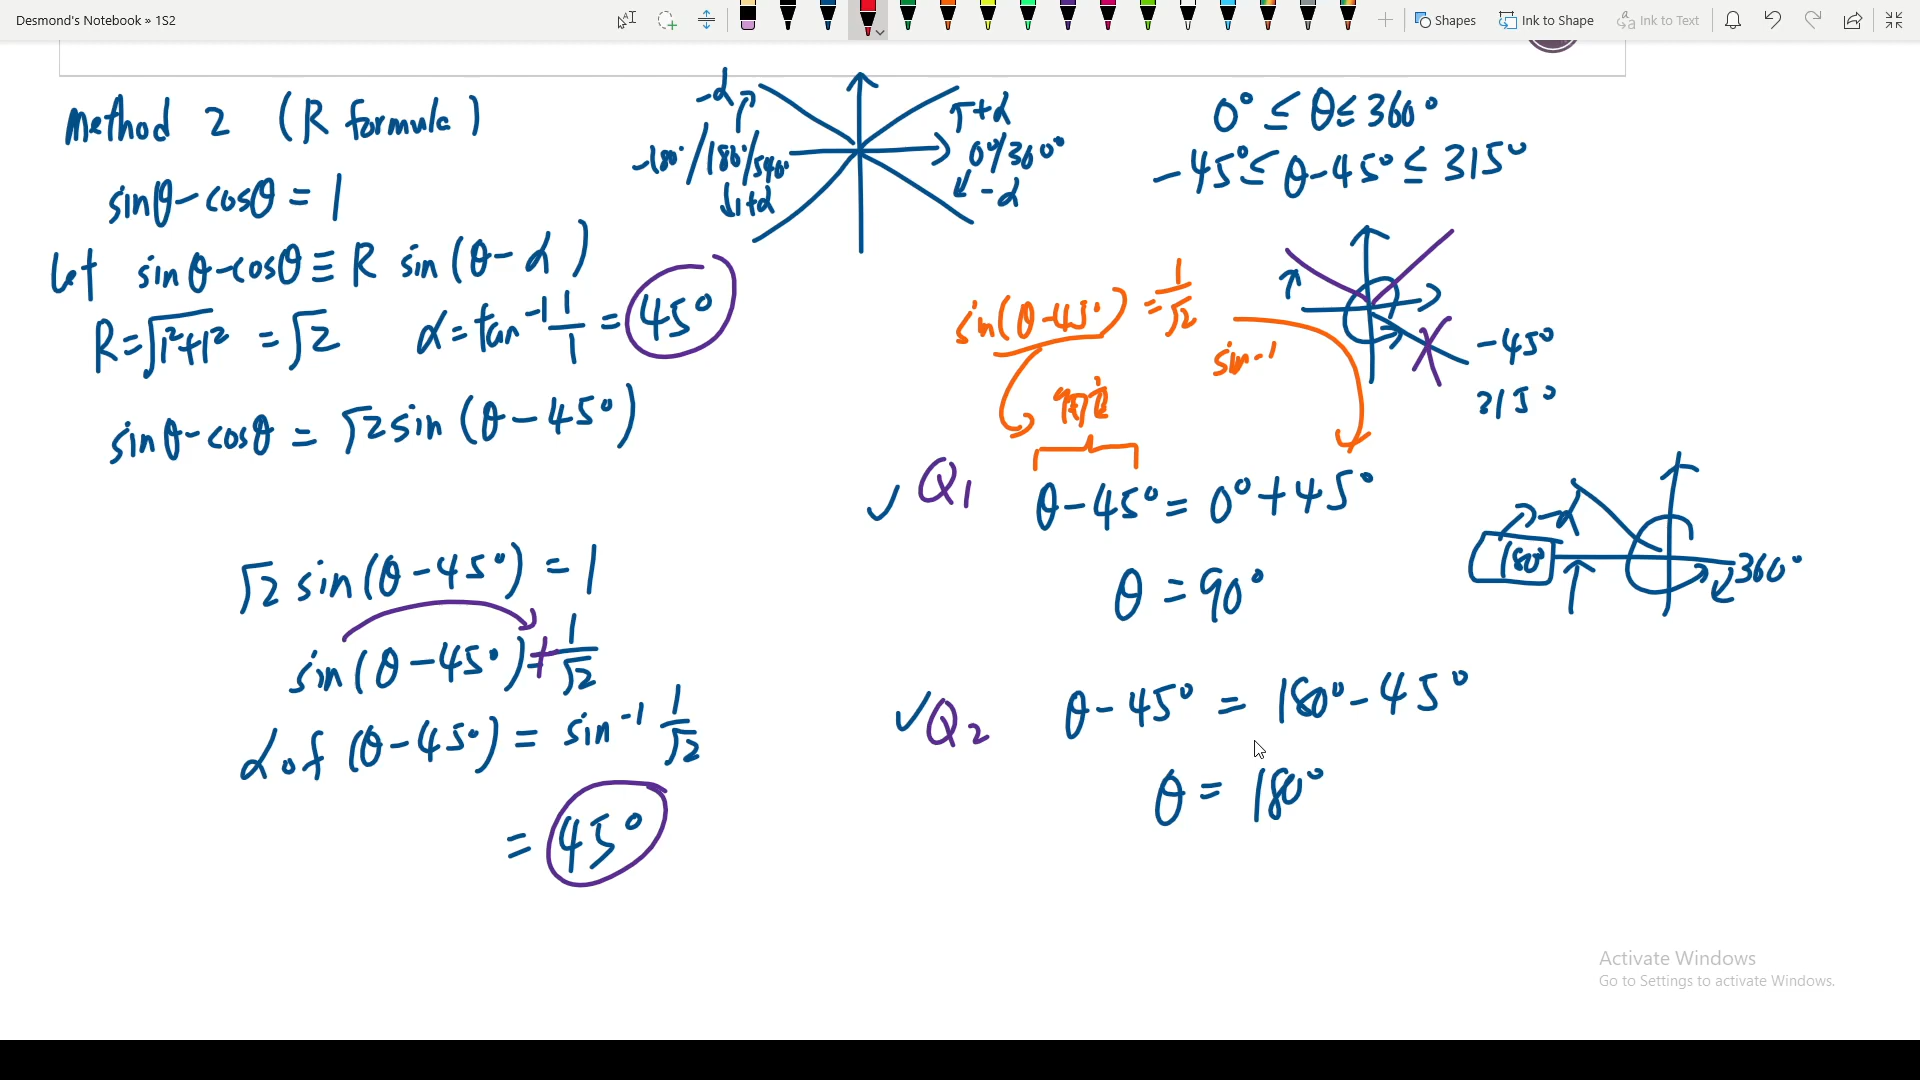 Desmond's Notebook » 1S2
Shapes
Ink to Shape
Ink to Text
Method 2 (R formula)
sinθ-cosθ = 1
Let sinθ-cosθ ≡ R sin(θ-α)
R=√1²+1² = √2 α = tan⁻¹ 1/1 = 45°
sinθ-cosθ = √2 sin(θ-45°)
√2 sin(θ-45°) = 1
sin(θ-45°) = + 1/√2
α of (θ-45°) = sin⁻¹ 1/√2
= 45°
-α
+α
-180°/180°/540°
0°/360°
+α
-α
0° ≤ θ ≤ 360°
-45° ≤ θ-45° ≤ 315°
sin(θ-45°) = 1/√2
sin⁻¹
-45°
315°
Q1 θ-45° = 0°+45°
θ = 90°
-α
180°
360°
Q2 θ-45° = 180°-45°
θ = 180°
Activate Windows
Go to Settings to activate Windows.